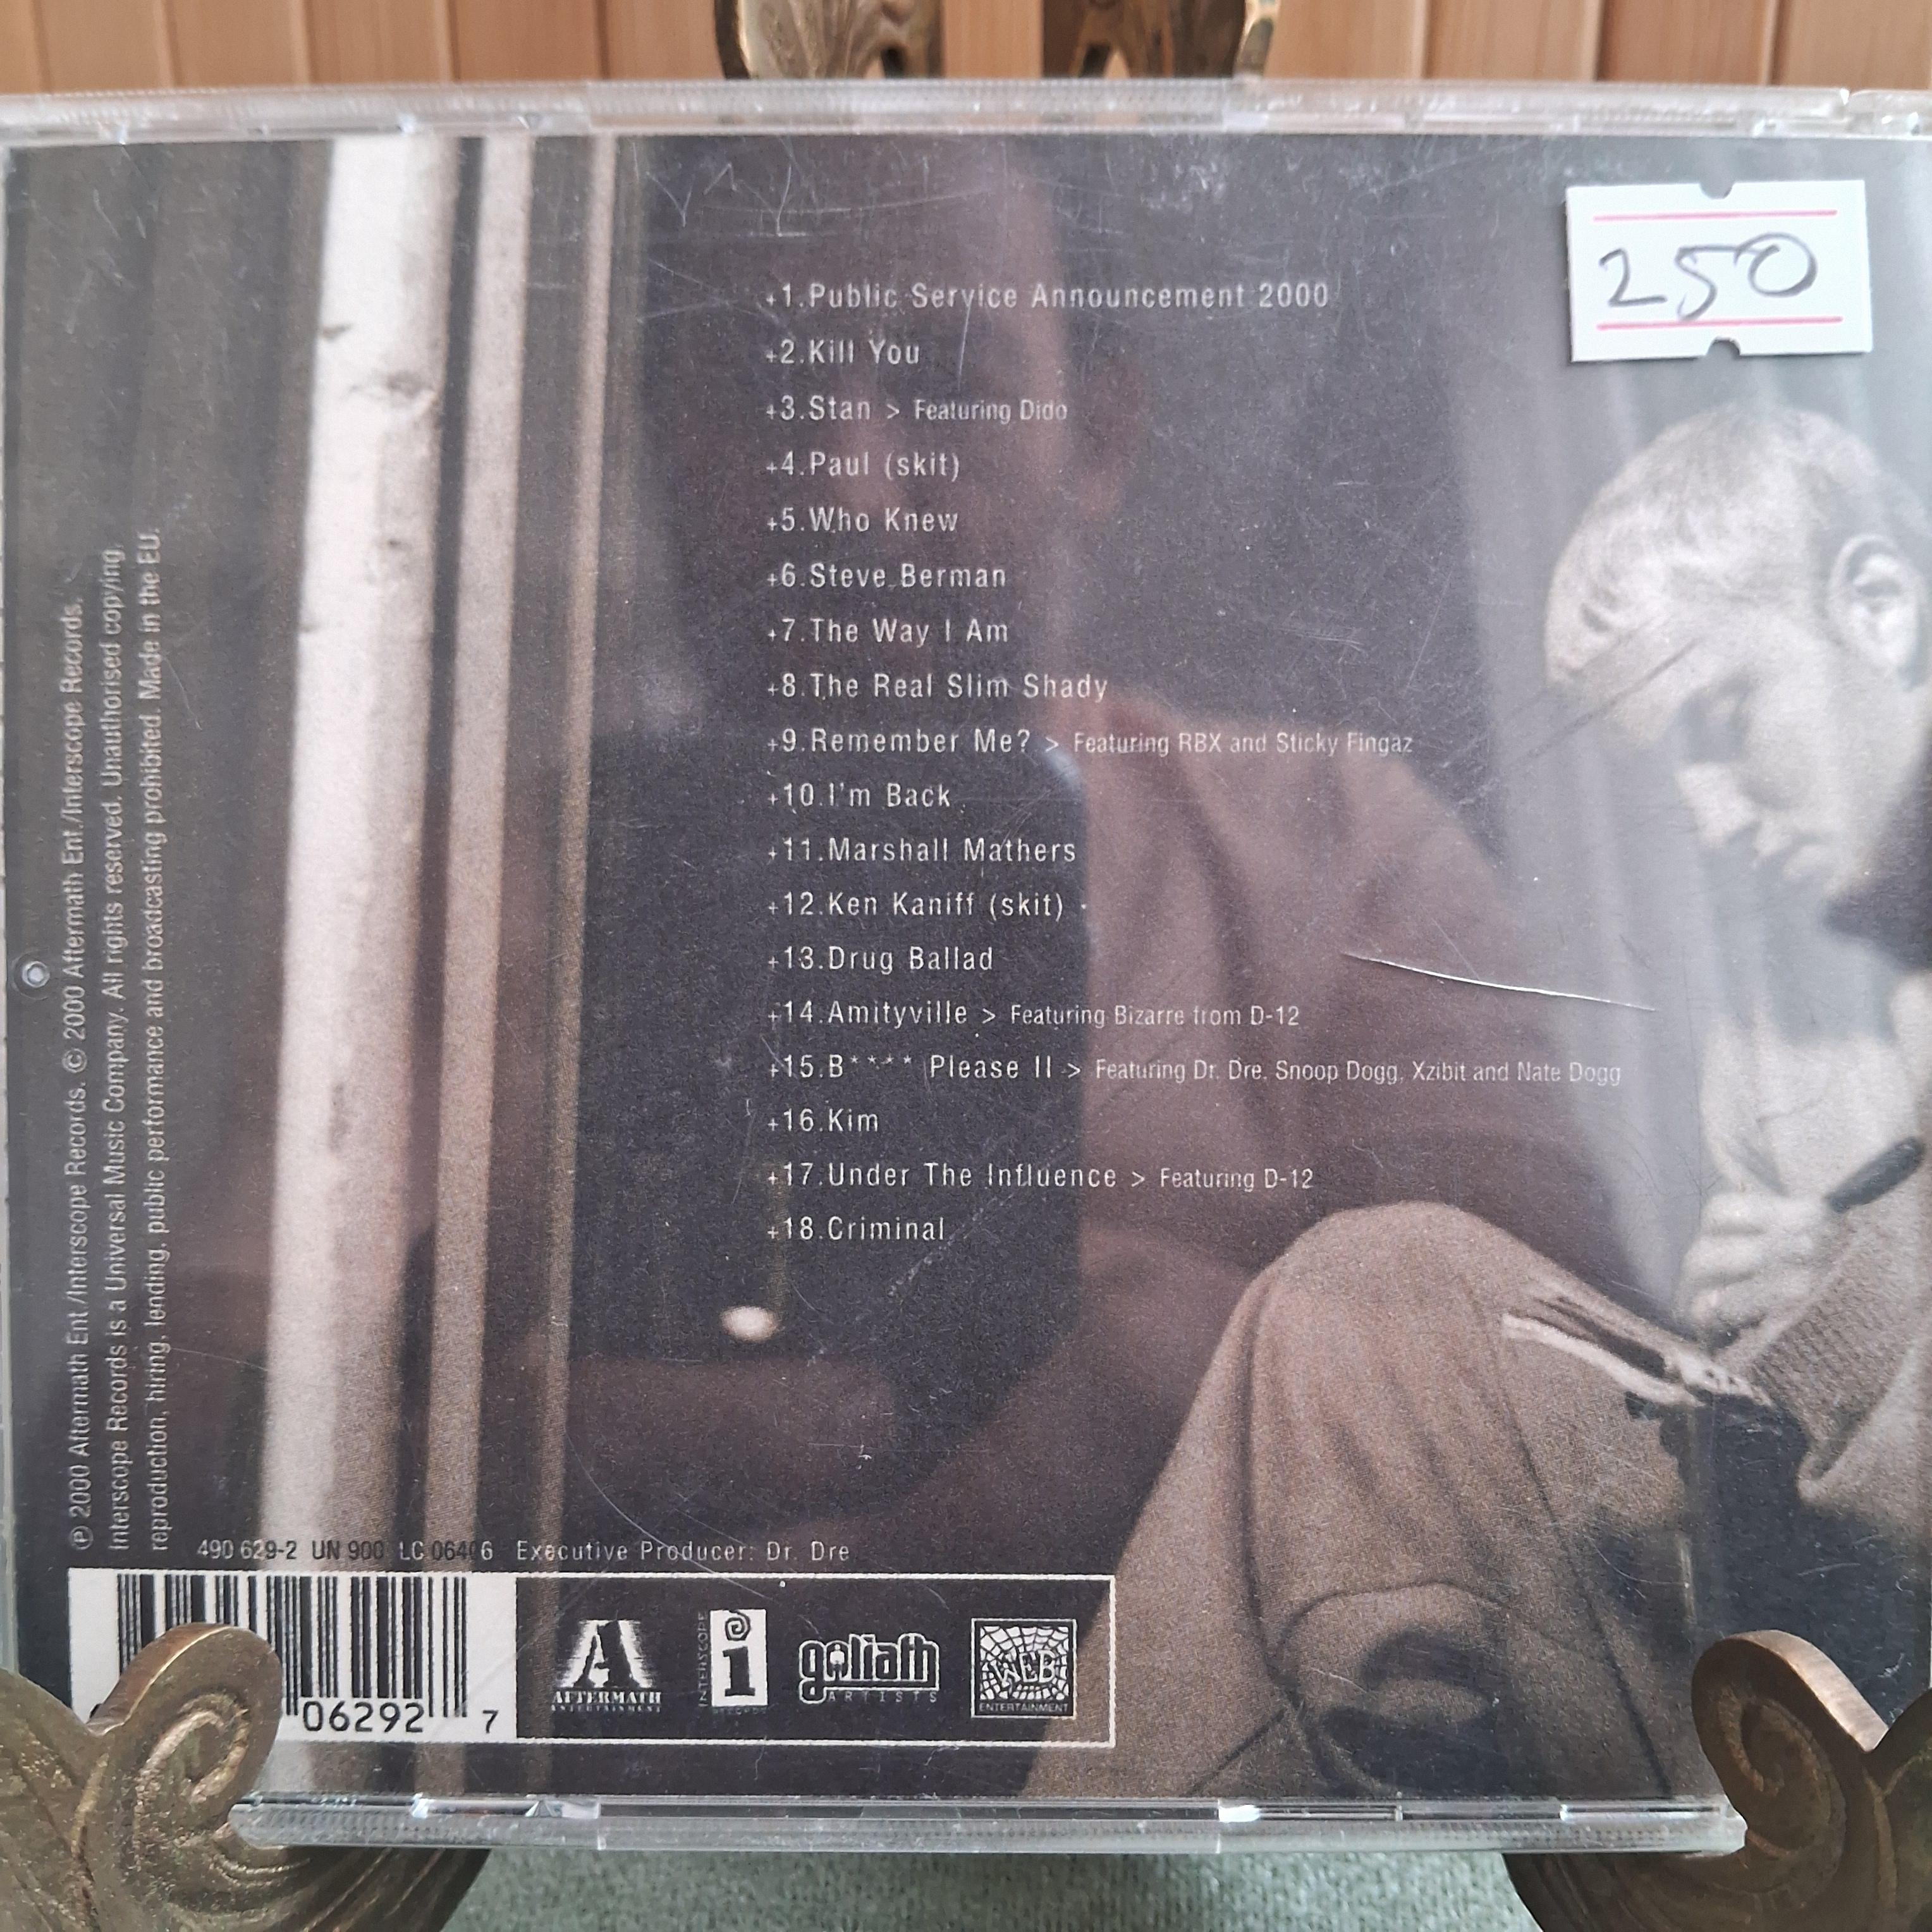 250
+1.Public Service Announcement 2000
+2.Kill You
+3.Stan > Featuring Dido
+4.Paul (skit)
+5.Who Knew
+6.Steve Berman
+7.The Way I Am
+8.The Real Slim Shady
+9.Remember Me? > Featuring RBX and Sticky Fingaz
+10.I'm Back
+11.Marshall Mathers
+12.Ken Kaniff (skit)
+13.Drug Ballad
+14.Amityville > Featuring Bizarre from D-12
+15.B**** Please II > Featuring Dr. Dre, Snoop Dogg, Xzibit and Nate Dogg
+16.Kim
+17.Under The Influence > Featuring D-12
+18.Criminal
℗ 2000 Aftermath Ent./Interscope Records. © 2000 Aftermath Ent./Interscope Records.
Interscope Records is a Universal Music Company. All rights reserved. Unauthorised copying,
reproduction, hiring, lending, public performance and broadcasting prohibited. Made in the EU.
490 629-2 UN 900 LC 06406 Executive Producer: Dr. Dre
06292 7
A
AFTERMATH
ENTERTAINMENT
INTERSCOPE
i
RECORDS
goliath
ARTISTS
WEB
ENTERTAINMENT